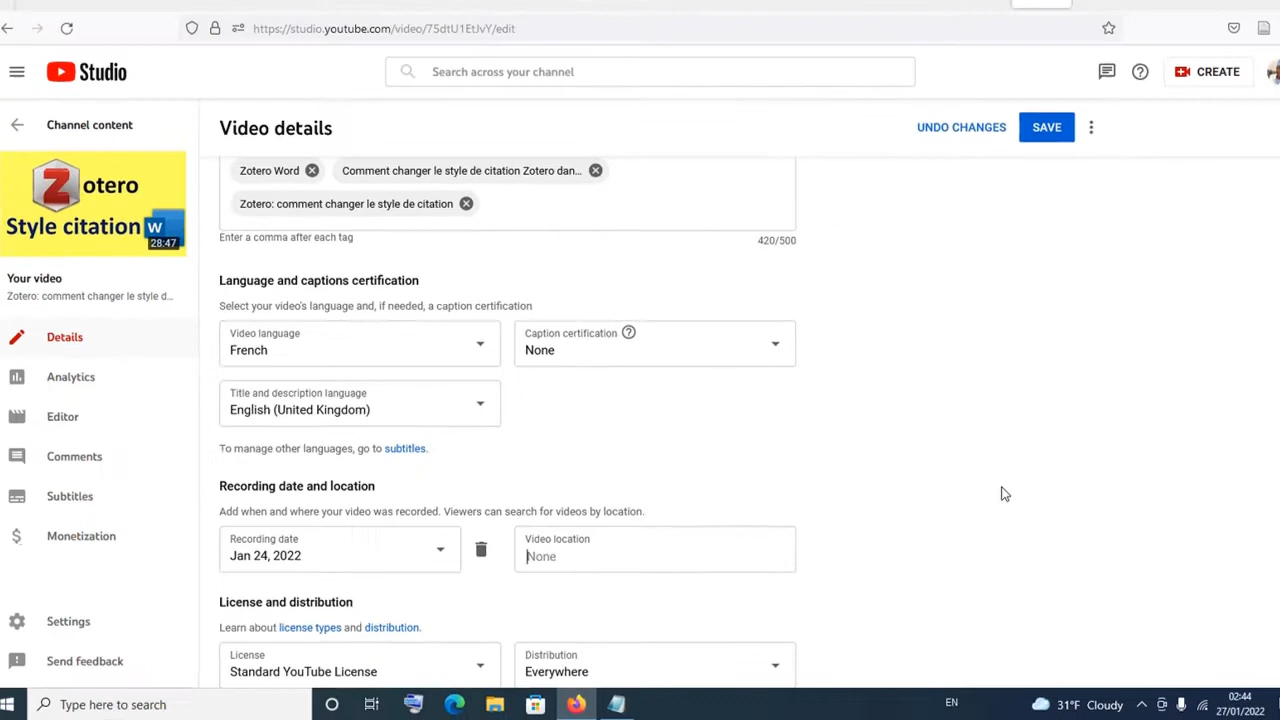 https://studio.youtube.com/video/75dtU1EtJvY/edit
Studio
Search across your channel
CREATE
Channel content
Video details
UNDO CHANGES
SAVE
Zotero
Style citation W
28:47
Zotero Word
Comment changer le style de citation Zotero dan...
Zotero: comment changer le style de citation
Enter a comma after each tag
420/500
Your video
Zotero: comment changer le style d...
Details
Analytics
Editor
Comments
Subtitles
Monetization
Settings
Send feedback
Language and captions certification
Select your video's language and, if needed, a caption certification
Video language
French
Caption certification
None
Title and description language
English (United Kingdom)
To manage other languages, go to subtitles.
Recording date and location
Add when and where your video was recorded. Viewers can search for videos by location.
Recording date
Jan 24, 2022
Video location
None
License and distribution
Learn about license types and distribution.
License
Standard YouTube License
Distribution
Everywhere
Type here to search
EN
31°F Cloudy
02:44
27/01/2022